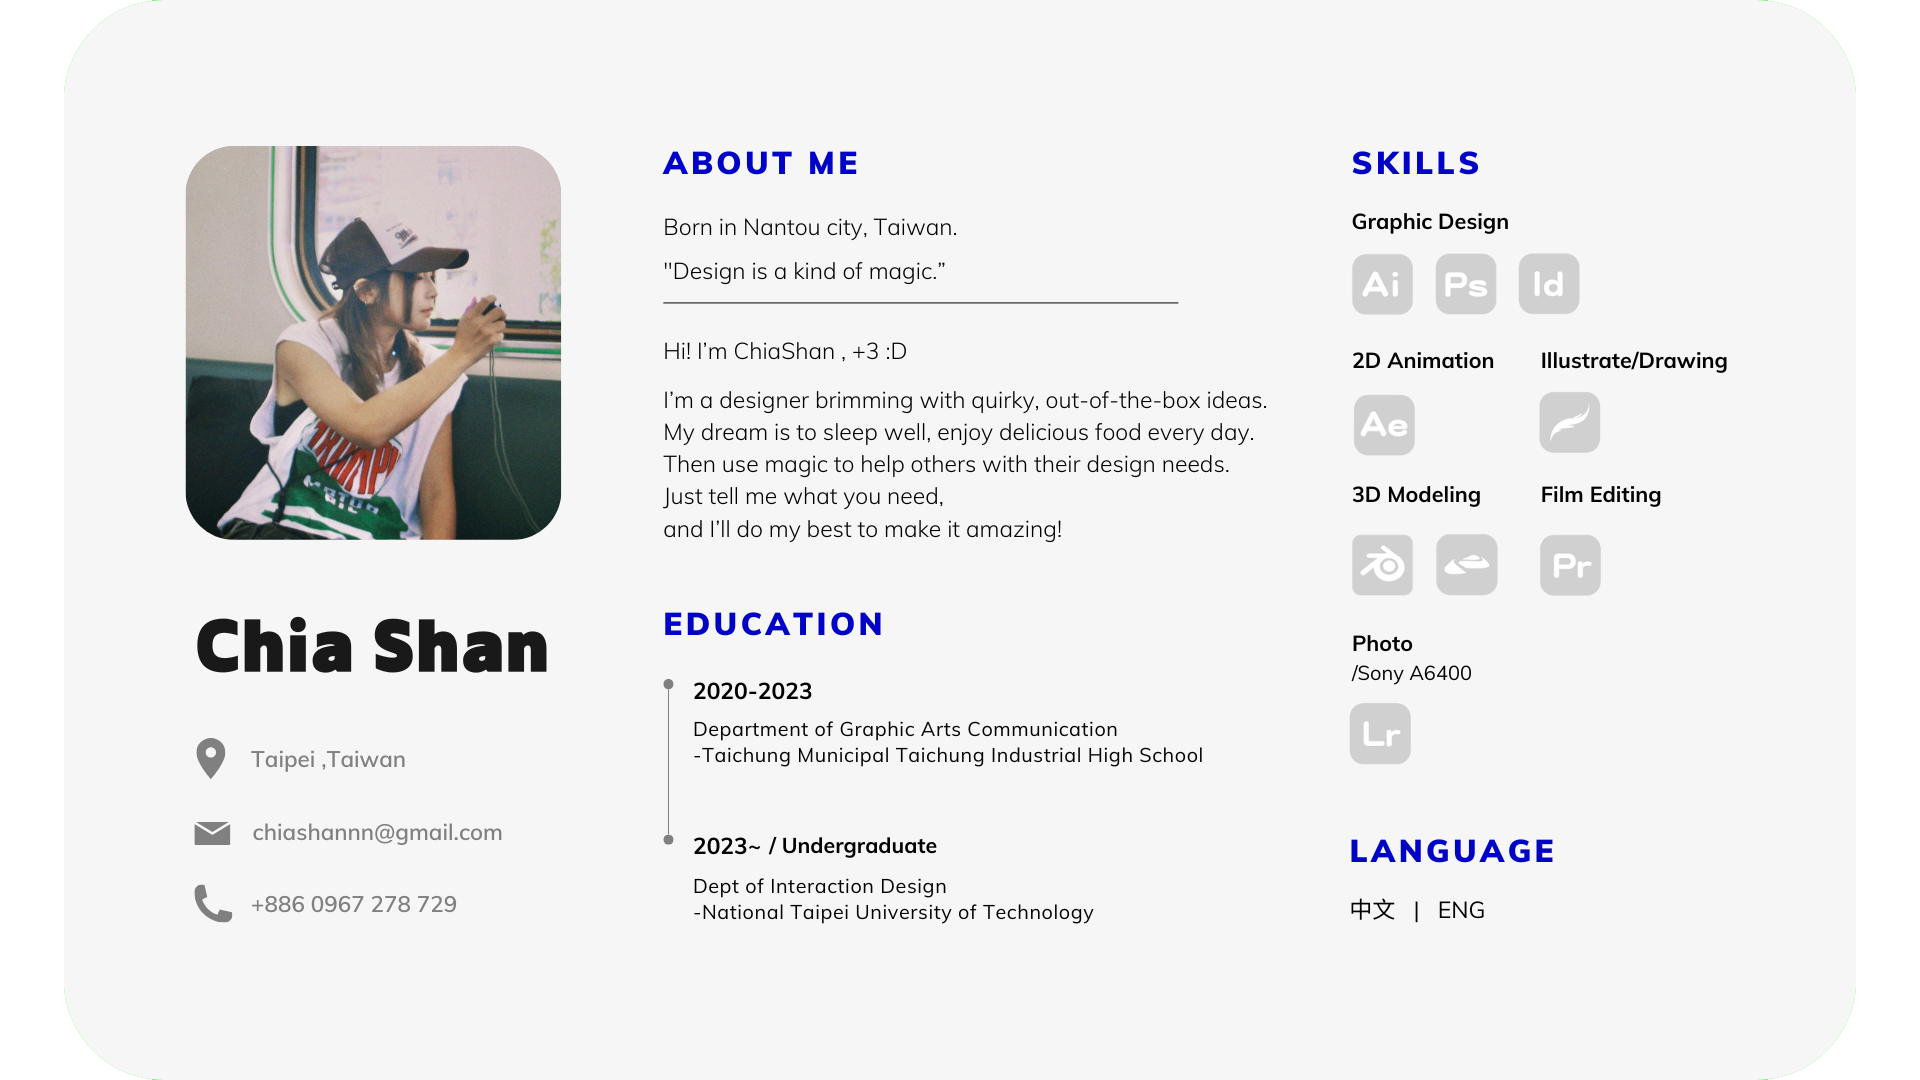 Chia Shan
Taipei ,Taiwan
chiashannn@gmail.com
+886 0967 278 729
ABOUT ME
Born in Nantou city, Taiwan.
"Design is a kind of magic.”
Hi! I’m ChiaShan , +3 :D
I’m a designer brimming with quirky, out-of-the-box ideas.
My dream is to sleep well, enjoy delicious food every day.
Then use magic to help others with their design needs.
Just tell me what you need,
and I’ll do my best to make it amazing!
EDUCATION
2020-2023
Department of Graphic Arts Communication
-Taichung Municipal Taichung Industrial High School
2023~ / Undergraduate
Dept of Interaction Design
-National Taipei University of Technology
SKILLS
Graphic Design
Ai Ps Id
2D Animation
Ae
Illustrate/Drawing
3D Modeling
Film Editing
Pr
Photo
/Sony A6400
Lr
LANGUAGE
中文 | ENG